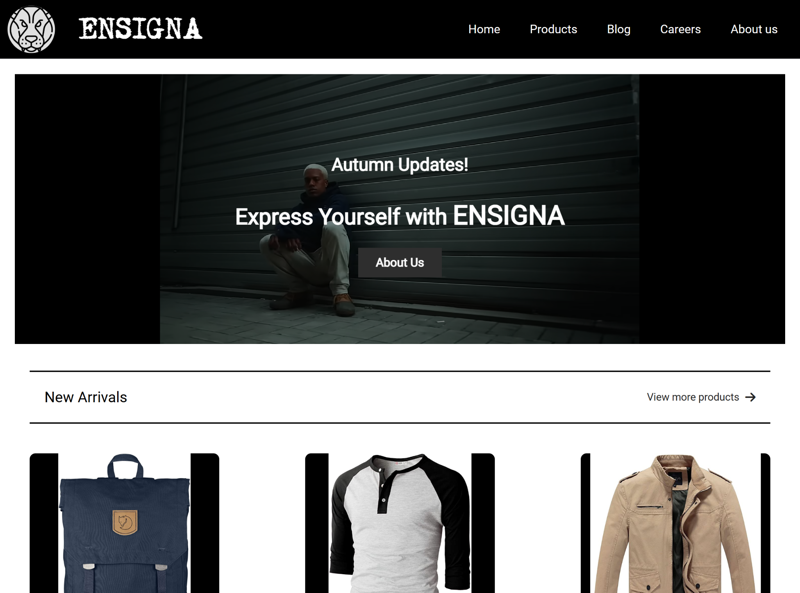 ENSIGNA
Home Products Blog Careers About us
Autumn Updates!
Express Yourself with ENSIGNA
About Us
New Arrivals
View more products